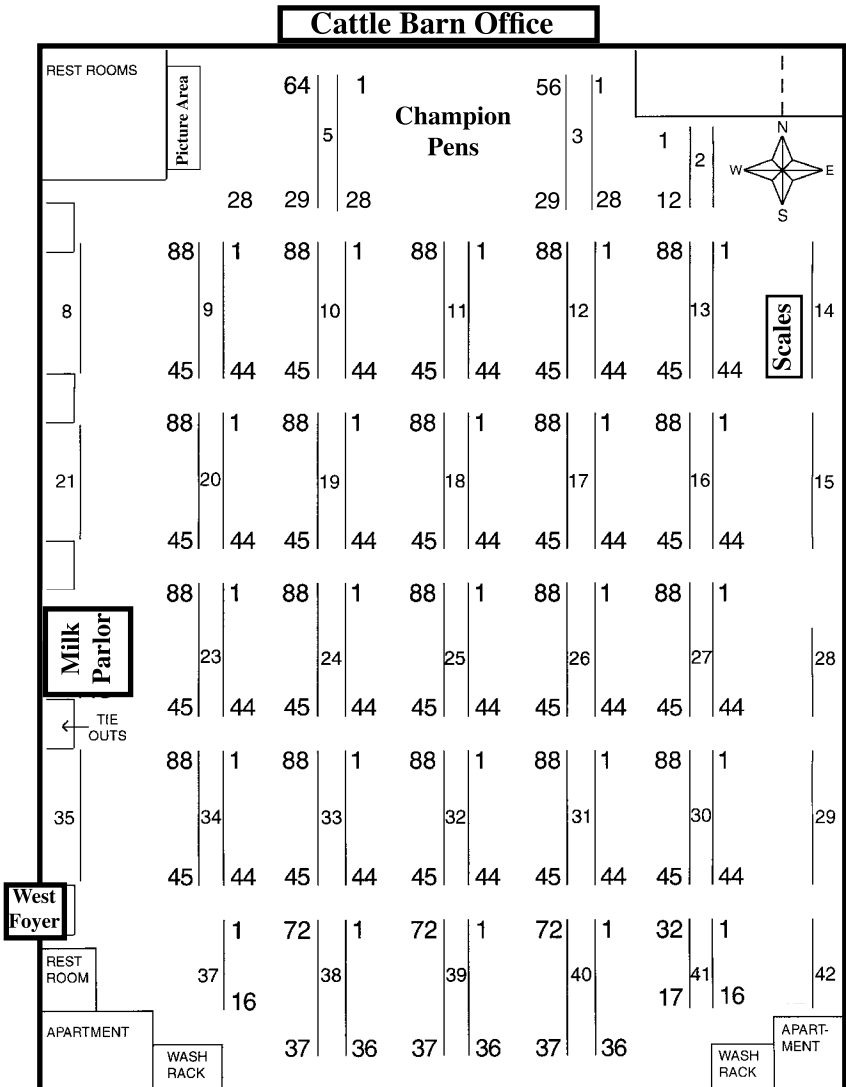 Cattle Barn Office
REST ROOMS
Picture Area
64 1
5
Champion
Pens
56 1
3
1
2
12
N
W E
S
28 29 28 29 28
88 1 88 1 88 1 88 1 88 1
8 9 10 11 12 13 14
Scales
45 44 45 44 45 44 45 44 45 44
88 1 88 1 88 1 88 1 88 1
21 20 19 18 17 16 15
45 44 45 44 45 44 45 44 45 44
88 1 88 1 88 1 88 1 88 1
Milk
Parlor
23 24 25 26 27 28
45 44 45 44 45 44 45 44 45 44
TIE
OUTS
88 1 88 1 88 1 88 1 88 1
35 34 33 32 31 30 29
45 44 45 44 45 44 45 44 45 44
West
Foyer
1 72 1 72 1 72 1 32 1
REST
ROOM
37 38 39 40 41 42
16 17 16
APARTMENT
APART-
MENT
37 36 37 36 37 36
WASH
RACK
WASH
RACK